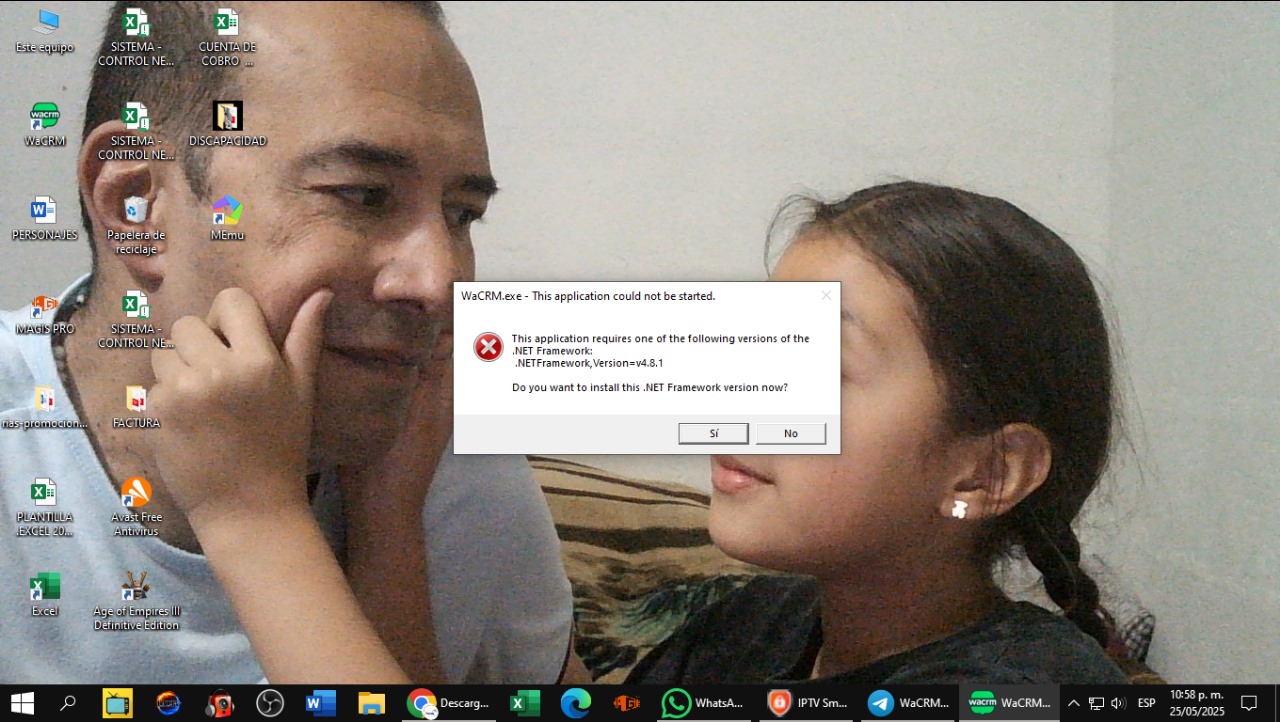 Este equipo
SISTEMA -
CONTROL NE...
CUENTA DE
COBRO ...
wacrm
WaCRM
SISTEMA -
CONTROL NE...
DISCAPACIDAD
PERSONAJES
Papelera de
reciclaje
MEmu
MAGIS PRO
SISTEMA -
CONTROL NE...
rias-promocion...
FACTURA
PLANTILLA
EXCEL 20...
Avast Free
Antivirus
Excel
Age of Empires III
Definitive Edition
WaCRM.exe - This application could not be started.
This application requires one of the following versions of the
.NET Framework:
.NETFramework,Version=v4.8.1
Do you want to install this .NET Framework version now?
Sí
No
Descarg...
WhatsA...
IPTV Sm...
WaCRM...
wacrm
WaCRM...
ESP
10:58 p. m.
25/05/2025